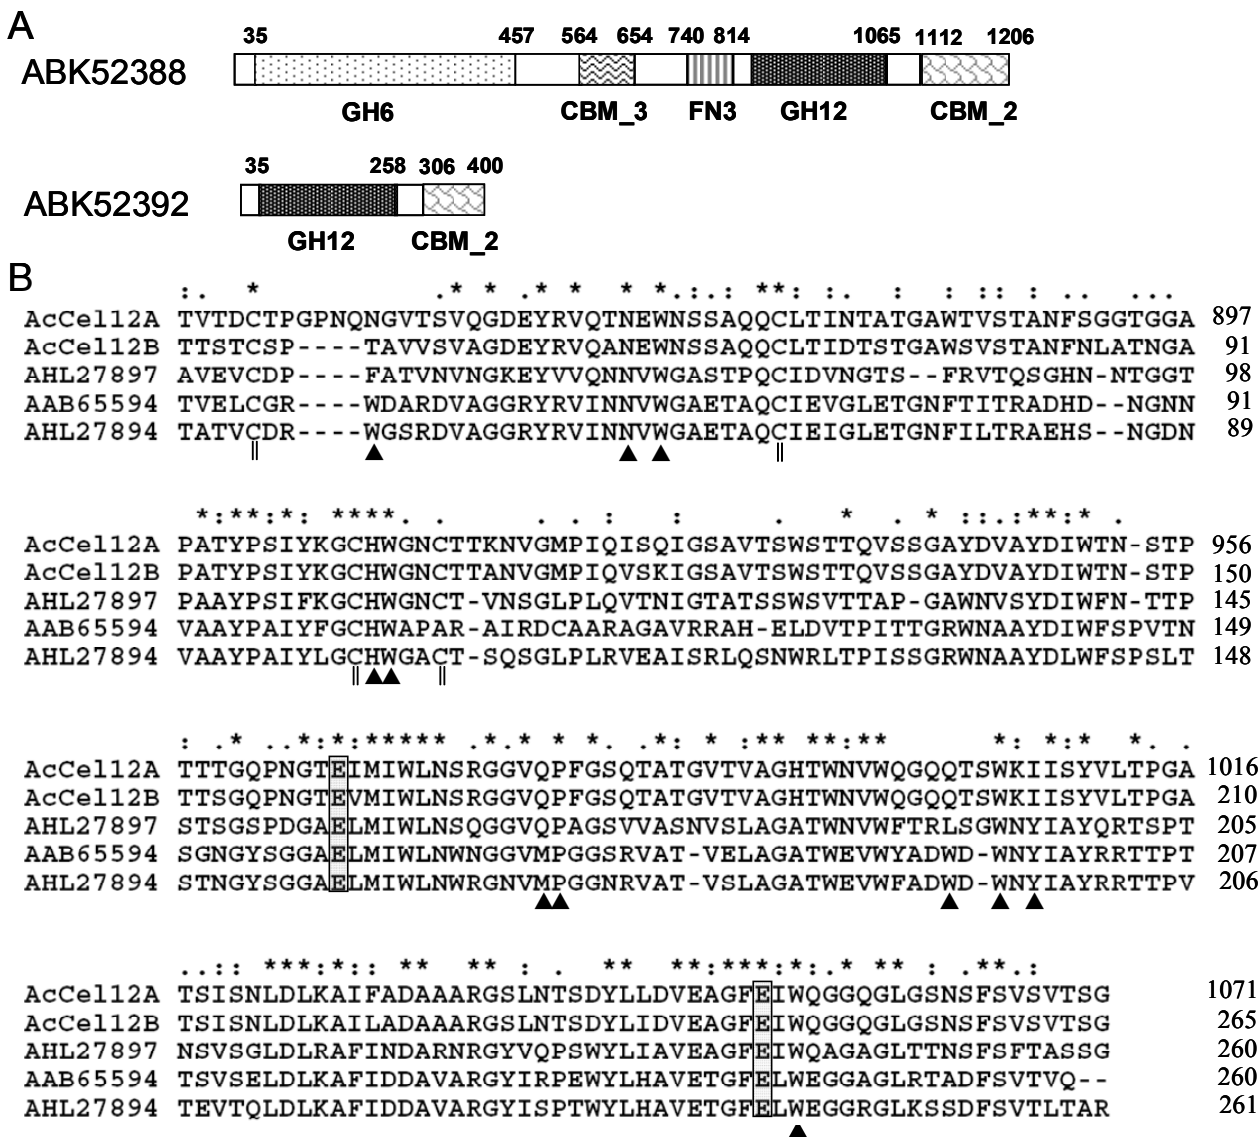 A
35 457 564 654 740 814 1065 1112 1206
ABK52388
GH6 CBM_3 FN3 GH12 CBM_2
35 258 306 400
ABK52392
GH12 CBM_2
B
:. * .* * .* * * *.:.: **: :. : : :: : .. ...
AcCel12A TVTDCTPGPNQNGVTSVQGDEYRVQTNEWNSSAQQCLTINTATGAWTVSTANFSGGTGGA 897
AcCel12B TTSTCSP----TAVVSVAGDEYRVQANEWNSSAQQCLTIDTSTGAWSVSTANFNLATNGA 91
AHL27897 AVEVCDP----FATVNVNGKEYVVQNNVWGASTPQCIDVNGTS--FRVTQSGHN-NTGGT 98
AAB65594 TVELCGR----WDARDVAGGRYRVINNVWGAETAQCIEVGLETGNFTITRADHD--NGNN 91
AHL27894 TATVCDR----WGSRDVAGGRYRVINNVWGAETAQCIEIGLETGNFILTRAEHS--NGDN 89
*:**:*: ****. . . . : : . * . * ::.:**:* .
AcCel12A PATYPSIYKGCHWGNCTTKNVGMPIQISQIGSAVTSWSTTQVSSGAYDVAYDIWTN-STP 956
AcCel12B PATYPSIYKGCHWGNCTTANVGMPIQVSKIGSAVTSWSTTQVSSGAYDVAYDIWTN-STP 150
AHL27897 PAAYPSIFKGCHWGNCT-VNSGLPLQVTNIGTATSSWSVTTAP-GAWNVSYDIWFN-TTP 145
AAB65594 VAAYPAIYFGCHWAPAR-AIRDCAARAGAVRRAH-ELDVTPITTGRWNAAYDIWFSPVTN 149
AHL27894 VAAYPAIYLGCHWGACT-SQSGLPLRVEAISRLQSNWRLTPISSGRWNAAYDLWFSPSLT 148
: .* ..*:*:***** .*.* * *. .*: * :** **:** *: *: *. .
AcCel12A TTTGQPNGTEIMIWLNSRGGVQPFGSQTATGVTVAGHTWNVWQGQQTSWKIISYVLTPGA 1016
AcCel12B TTSGQPNGTEVMIWLNSRGGVQPFGSQTATGVTVAGHTWNVWQGQQTSWKIISYVLTPGA 210
AHL27897 STSGSPDGAELMIWLNSQGGVQPAGSVVASNVSLAGATWNVWFTRLSGWNYIAYQRTSPT 205
AAB65594 SGNGYSGGAELMIWLNWNGGVMPGGSRVAT-VELAGATWEVWYADWD-WNYIAYRRTTPT 207
AHL27894 STNGYSGGAELMIWLNWRGNVMPGGNRVAT-VSLAGATWEVWFADWD-WNYIAYRRTTPV 206
..:: ***:*:: ** ** : . ** **:***:*:.* ** : .**.:
AcCel12A TSISNLDLKAIFADAAARGSLNTSDYLLDVEAGFEIWQGGQGLGSNSFSVSVTSG 1071
AcCel12B TSISNLDLKAILADAAARGSLNTSDYLIDVEAGFEIWQGGQGLGSNSFSVSVTSG 265
AHL27897 NSVSGLDLRAFINDARNRGYVQPSWYLIAVEAGFEIWQAGAGLTTNSFSFTASSG 260
AAB65594 TSVSELDLKAFIDDAVARGYIRPEWYLHAVETGFELWEGGAGLRTADFSVTVQ-- 260
AHL27894 TEVTQLDLKAFIDDAVARGYISPTWYLHAVETGFELWEGGRGLKSSDFSVTLTAR 261